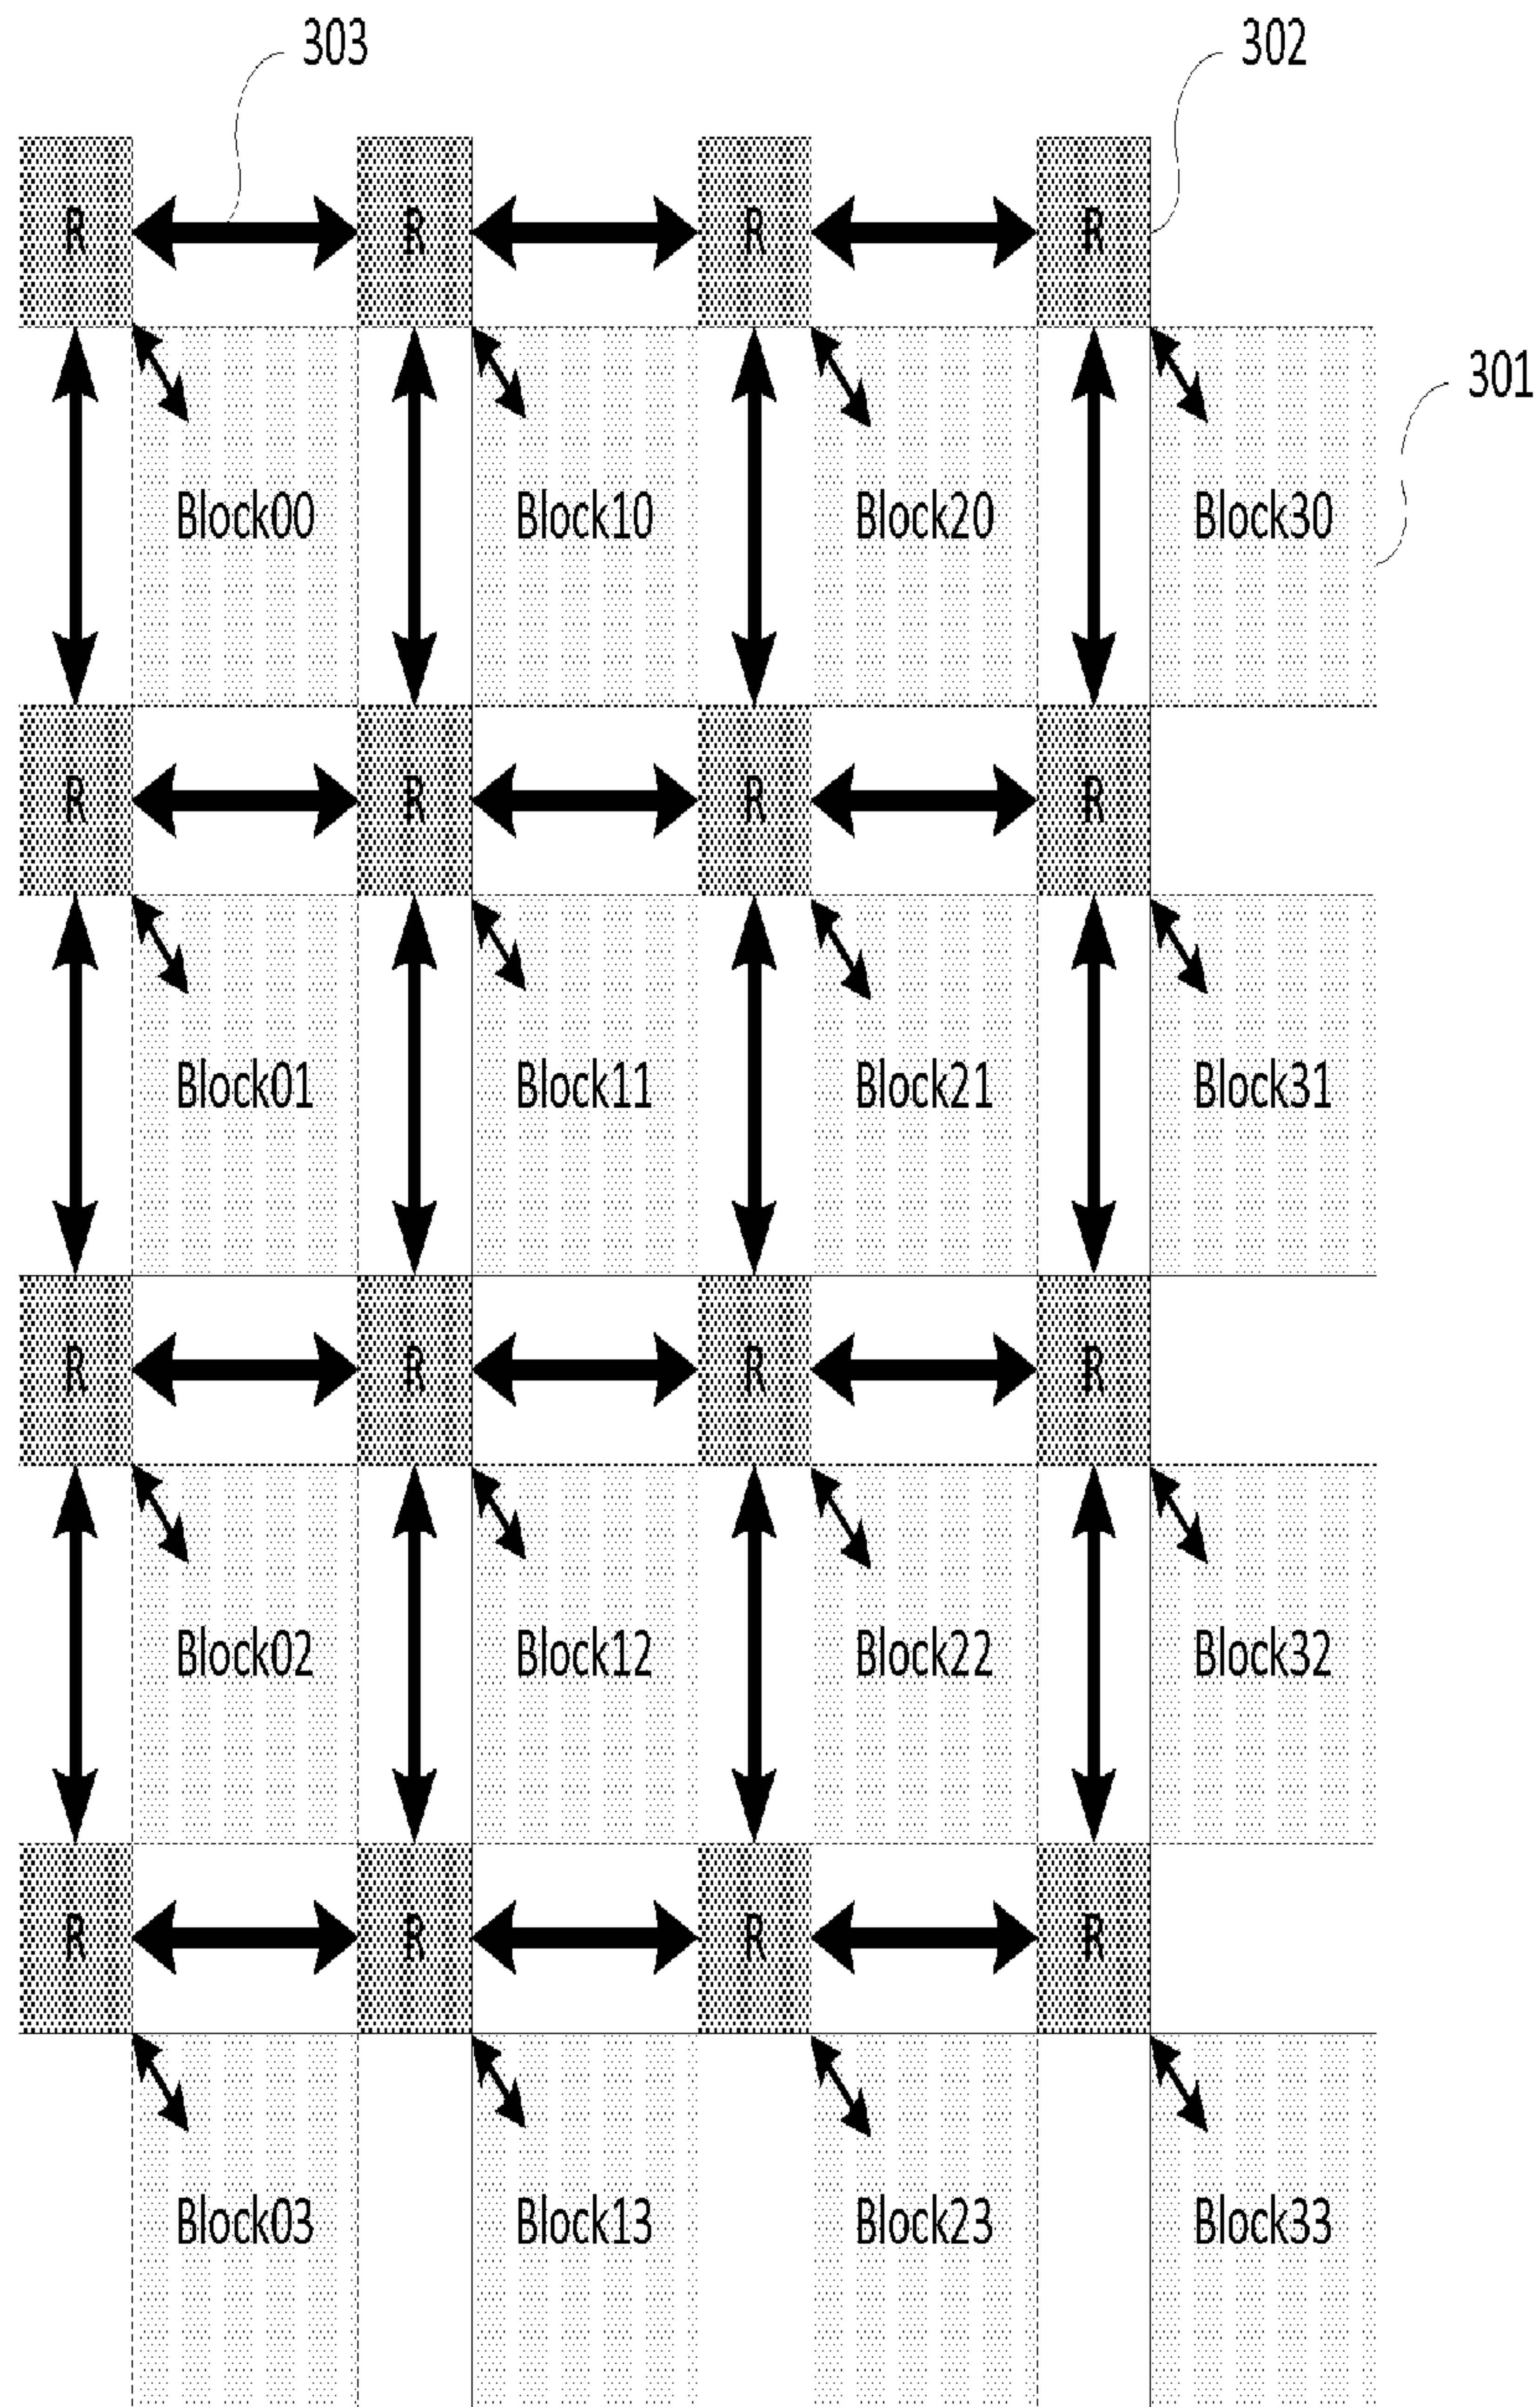 303 302
R R R R
301
Block00 Block10 Block20 Block30
R R R R
Block01 Block11 Block21 Block31
R R R R
Block02 Block12 Block22 Block32
R R R R
Block03 Block13 Block23 Block33